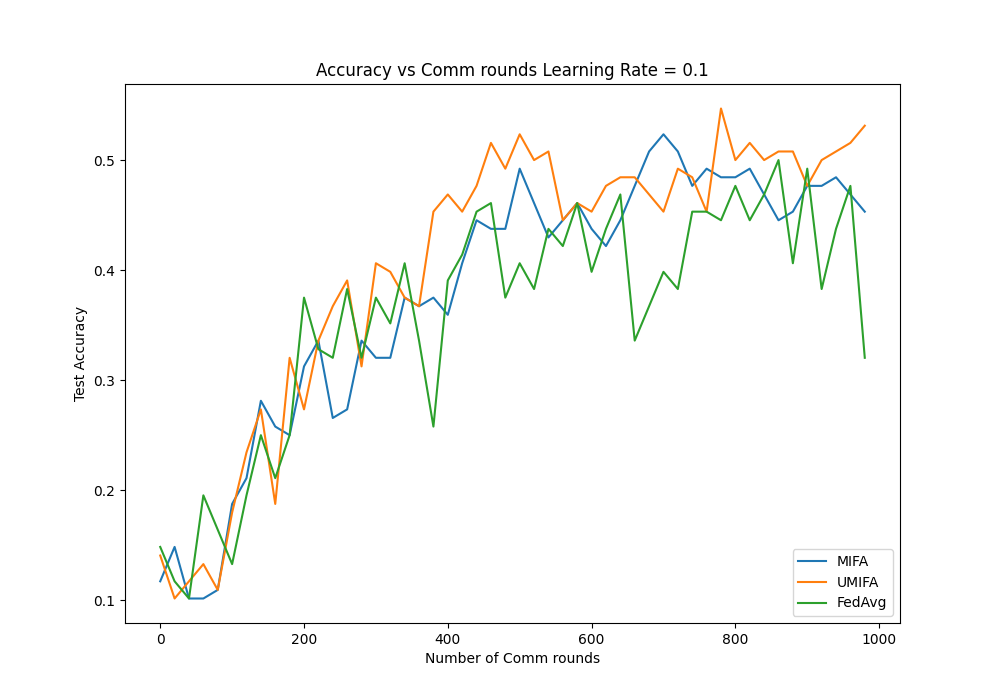 Accuracy vs Comm rounds Learning Rate = 0.1
Test Accuracy
0.5
0.4
0.3
0.2
0.1
0 200 400 600 800 1000
Number of Comm rounds
MIFA
UMIFA
FedAvg